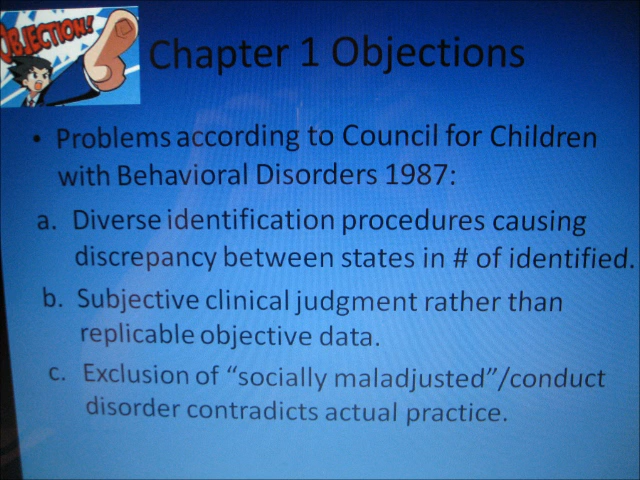 OBJECTION!
Chapter 1 Objections
• Problems according to Council for Children
with Behavioral Disorders 1987:
a. Diverse identification procedures causing
discrepancy between states in # of identified.
b. Subjective clinical judgment rather than
replicable objective data.
c. Exclusion of “socially maladjusted”/conduct
disorder contradicts actual practice.